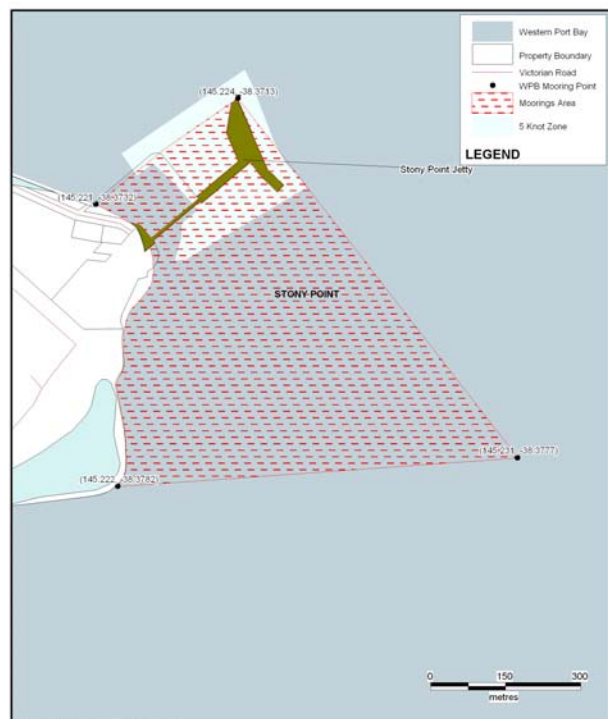 Western Port Bay
Property Boundary
Victorian Road
WPB Mooring Point
Moorings Area
5 Knot Zone
LEGEND
(145.224, -38.3713)
Stony Point Jetty
(145.221, -38.3732)
STONY POINT
(145.231, -38.3777)
(145.222, -38.3782)
0 150 300
metres